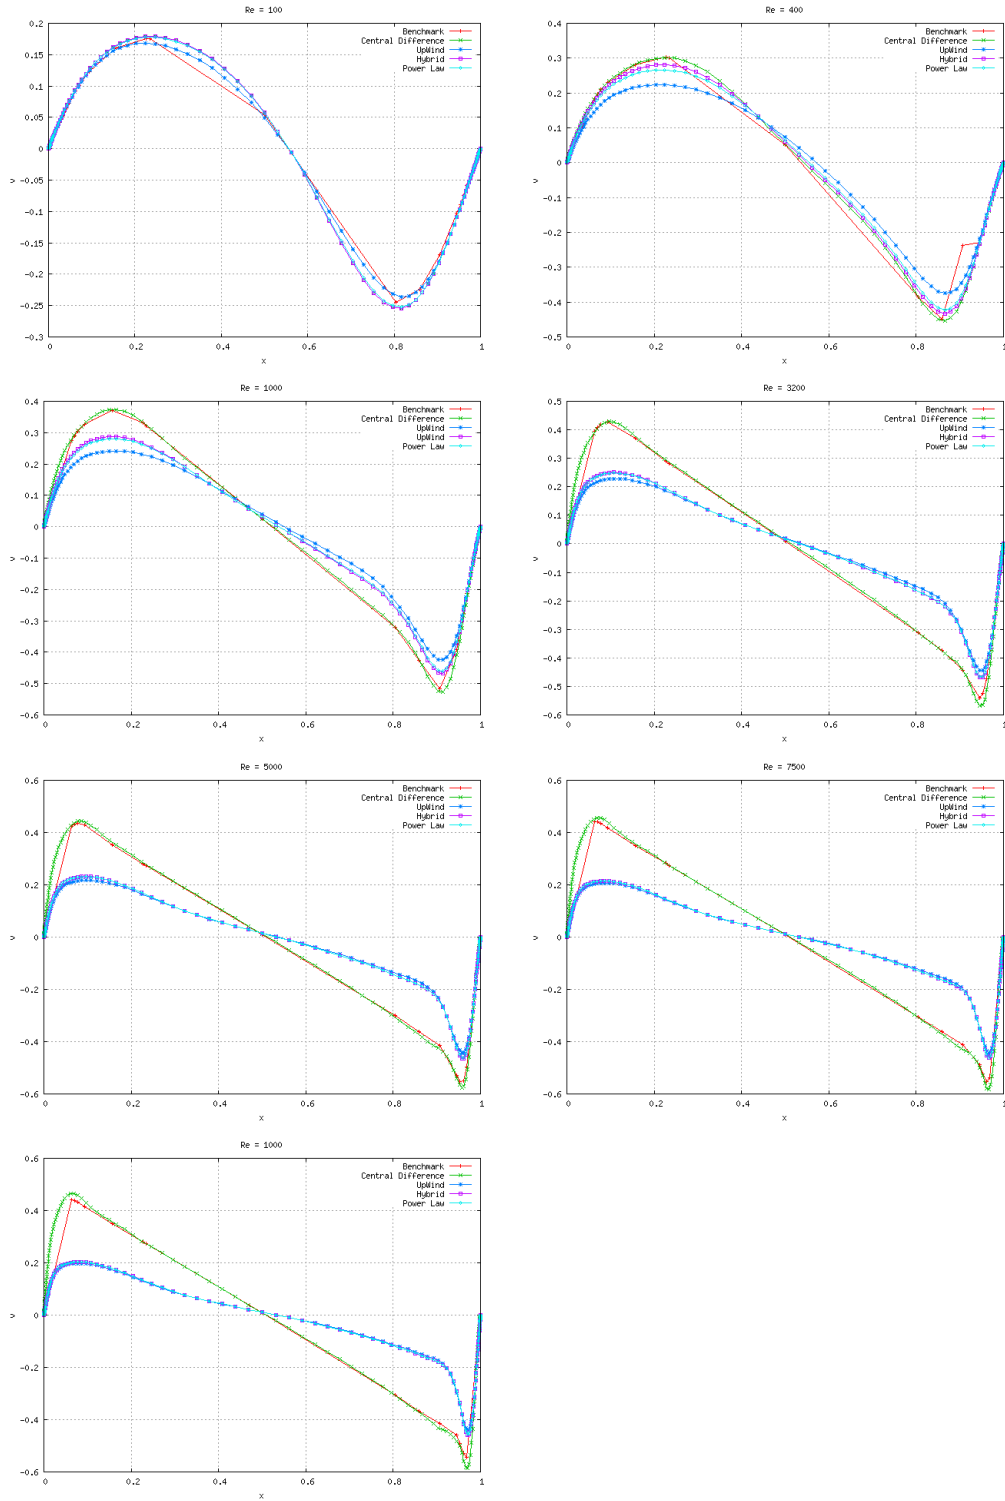 Re = 100
Benchmark
Central Difference
UpWind
Hybrid
Power Law
0.2
0.15
0.1
0.05
0
-0.05
-0.1
-0.15
-0.2
-0.25
-0.3
v
0 0.2 0.4 0.6 0.8 1
x
Re = 400
Benchmark
Central Difference
UpWind
Hybrid
Power Law
0.4
0.3
0.2
0.1
0
-0.1
-0.2
-0.3
-0.4
-0.5
v
0 0.2 0.4 0.6 0.8 1
x
Re = 1000
Benchmark
Central Difference
UpWind
UpWind
Power Law
0.4
0.3
0.2
0.1
0
-0.1
-0.2
-0.3
-0.4
-0.5
-0.6
v
0 0.2 0.4 0.6 0.8 1
x
Re = 3200
Benchmark
Central Difference
UpWind
Hybrid
Power Law
0.5
0.4
0.3
0.2
0.1
0
-0.1
-0.2
-0.3
-0.4
-0.5
-0.6
v
0 0.2 0.4 0.6 0.8 1
x
Re = 5000
Benchmark
Central Difference
UpWind
Hybrid
Power Law
0.6
0.4
0.2
0
-0.2
-0.4
-0.6
v
0 0.2 0.4 0.6 0.8 1
x
Re = 7500
Benchmark
Central Difference
UpWind
Hybrid
Power Law
0.6
0.4
0.2
0
-0.2
-0.4
-0.6
v
0 0.2 0.4 0.6 0.8 1
x
Re = 1000
Benchmark
Central Difference
UpWind
Hybrid
Power Law
0.6
0.4
0.2
0
-0.2
-0.4
-0.6
v
0 0.2 0.4 0.6 0.8 1
x